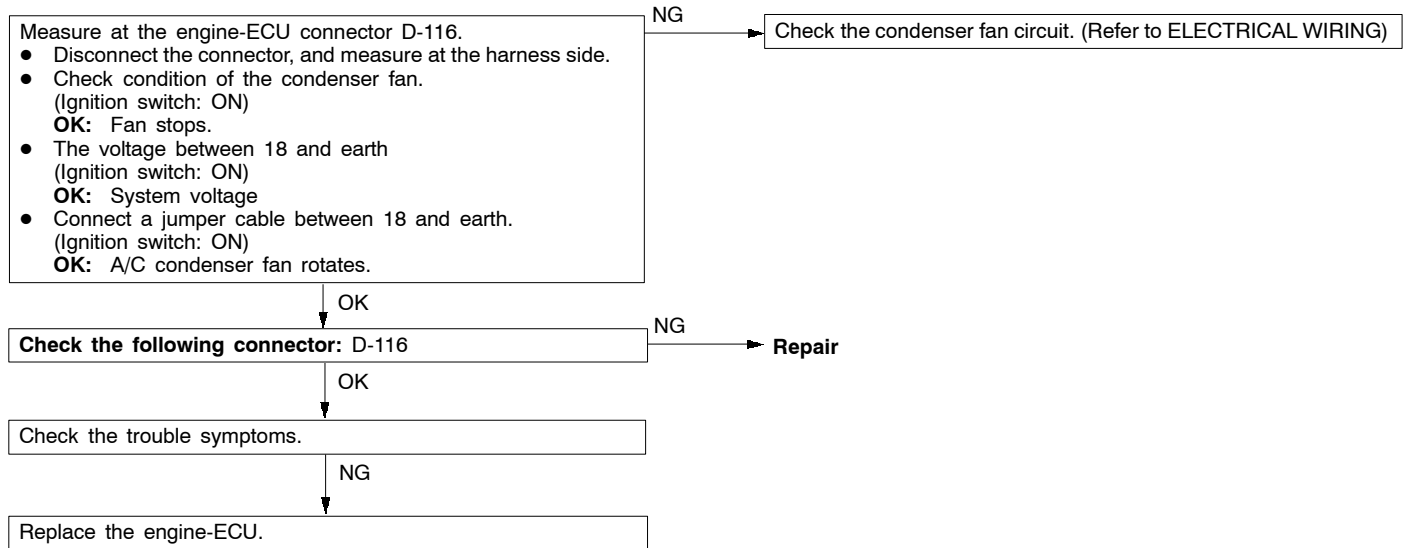 Measure at the engine-ECU connector D-116.
● Disconnect the connector, and measure at the harness side.
● Check condition of the condenser fan.
(Ignition switch: ON)
OK: Fan stops.
● The voltage between 18 and earth
(Ignition switch: ON)
OK: System voltage
● Connect a jumper cable between 18 and earth.
(Ignition switch: ON)
OK: A/C condenser fan rotates.
NG
Check the condenser fan circuit. (Refer to ELECTRICAL WIRING)
OK
Check the following connector: D-116
NG
Repair
OK
Check the trouble symptoms.
NG
Replace the engine-ECU.